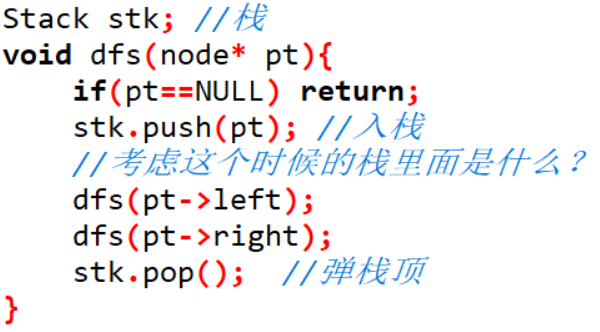 Stack stk; //栈
void dfs(node* pt){
    if(pt==NULL) return;
    stk.push(pt); //入栈
    //考虑这个时候的栈里面是什么？
    dfs(pt->left);
    dfs(pt->right);
    stk.pop();  //弹栈顶
}